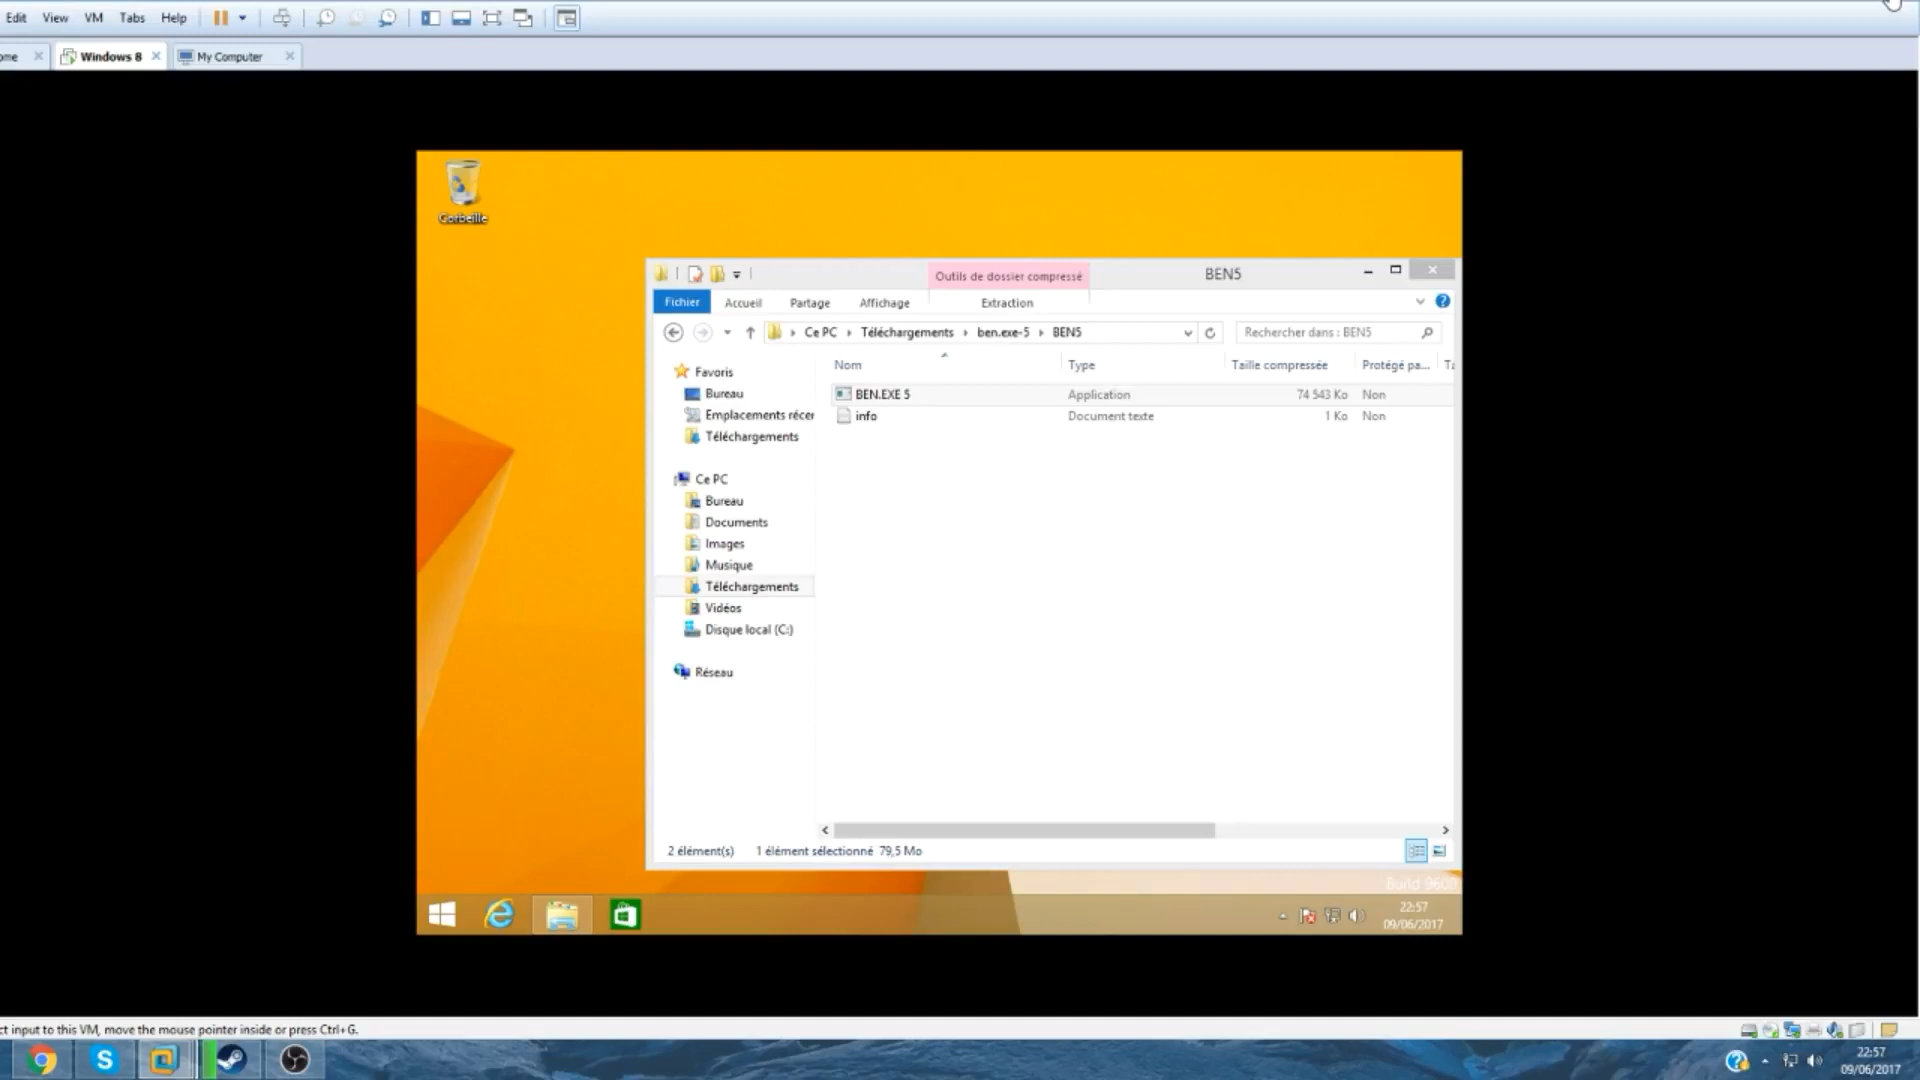 Edit View VM Tabs Help
ome Windows 8 My Computer
Corbeille
Outils de dossier compressé BEN5
Fichier Accueil Partage Affichage Extraction
Ce PC Téléchargements ben.exe-5 BEN5 Rechercher dans : BEN5
Nom Type Taille compressée Protégé pa... Ta
Favoris
Bureau
Emplacements récer
Téléchargements
BEN.EXE 5 Application 74 543 Ko Non
info Document texte 1 Ko Non
Ce PC
Bureau
Documents
Images
Musique
Téléchargements
Vidéos
Disque local (C:)
Réseau
2 élément(s) 1 élément sélectionné 79,5 Mo
Build 9600
22:57
09/06/2017
ct input to this VM, move the mouse pointer inside or press Ctrl+G.
22:57
09/06/2017